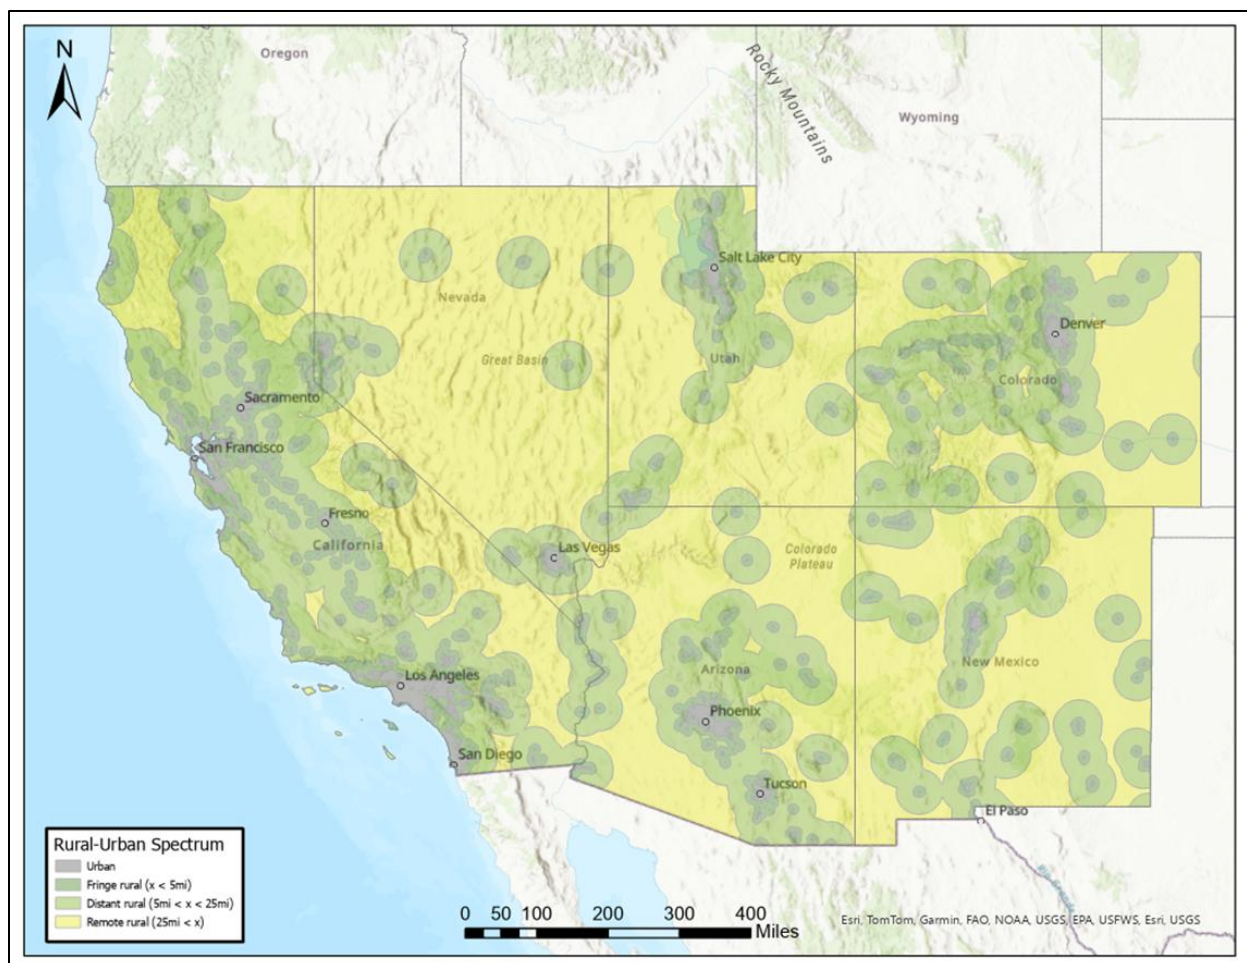 N
Oregon
Rocky Mountains
Wyoming
Salt Lake City
Nevada
Denver
Great Basin
Utah
Colorado
Sacramento
San Francisco
Fresno
California
Las Vegas
Colorado
Plateau
Arizona
New Mexico
Los Angeles
Phoenix
San Diego
Tucson
El Paso
Rio Grande
Rural-Urban Spectrum
Urban
Fringe rural (x < 5mi)
Distant rural (5mi < x < 25mi)
Remote rural (25mi < x)
0 50 100 200 300 400
Miles
Esri, TomTom, Garmin, FAO, NOAA, USGS, EPA, USFWS, Esri, USGS